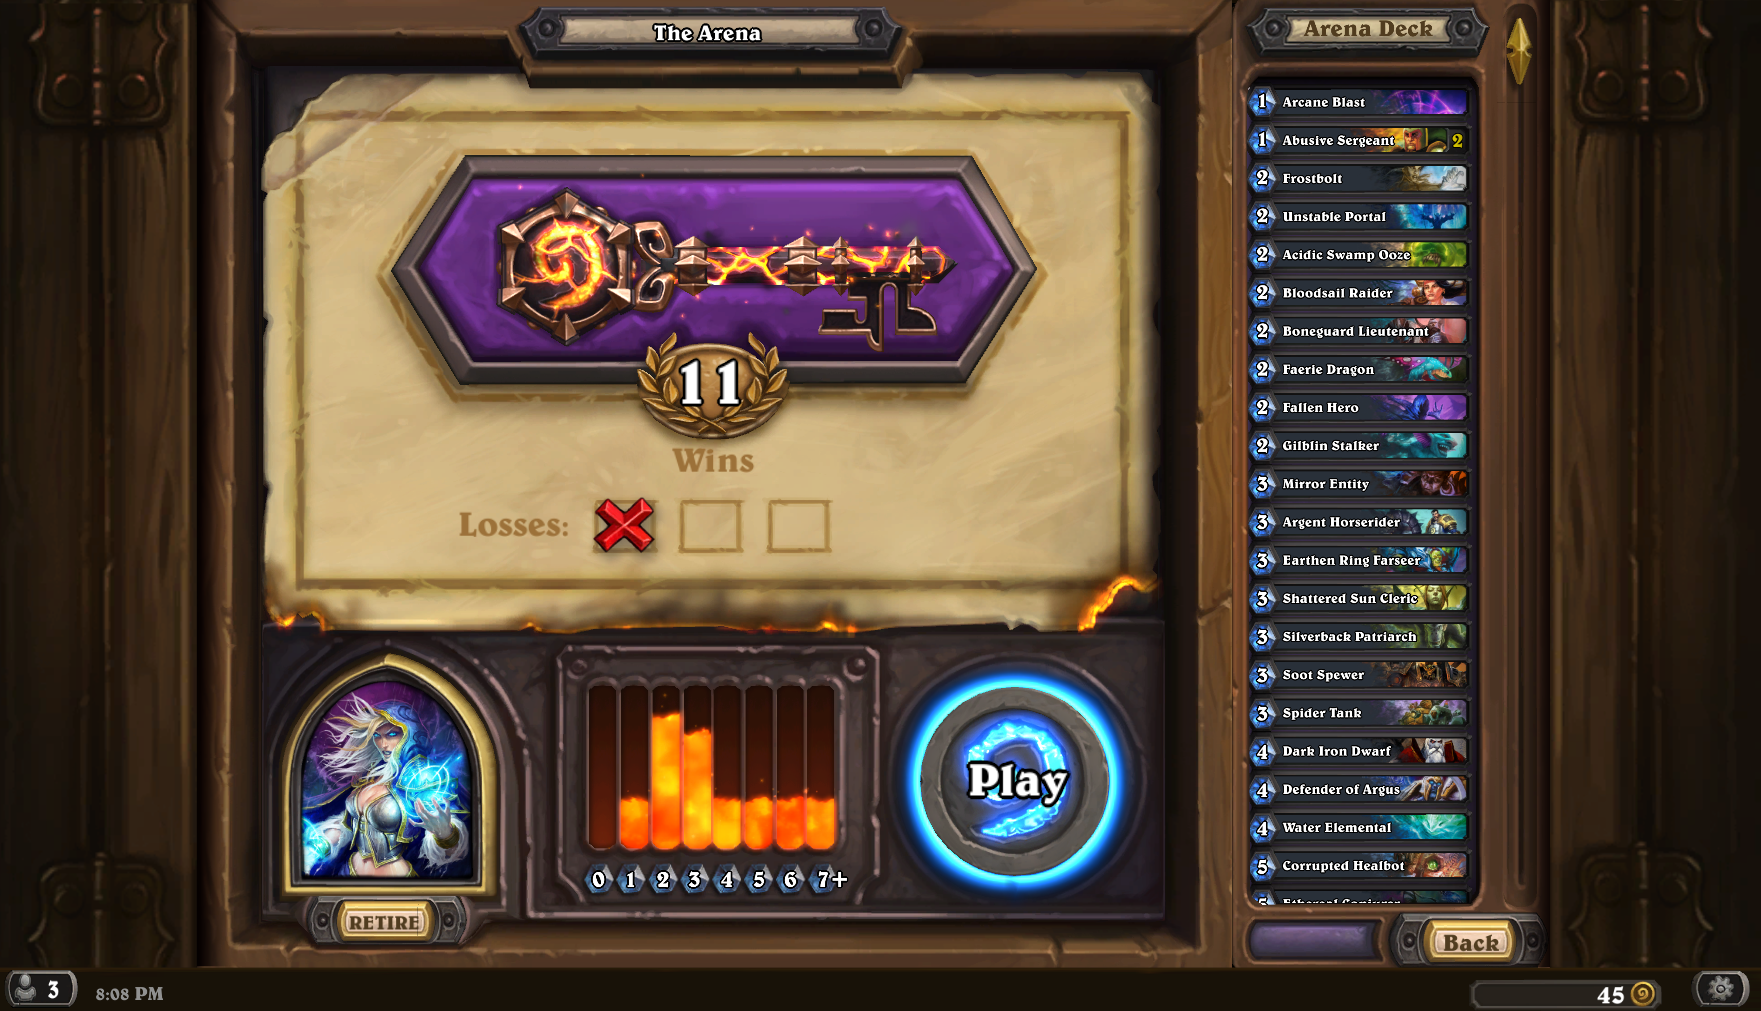 The Arena
11
Wins
Losses:
0 1 2 3 4 5 6 7+
Play
RETIRE
Arena Deck
1 Arcane Blast
1 Abusive Sergeant 2
2 Frostbolt
2 Unstable Portal
2 Acidic Swamp Ooze
2 Bloodsail Raider
2 Boneguard Lieutenant
2 Faerie Dragon
2 Fallen Hero
2 Gilblin Stalker
3 Mirror Entity
3 Argent Horserider
3 Earthen Ring Farseer
3 Shattered Sun Cleric
3 Silverback Patriarch
3 Soot Spewer
3 Spider Tank
4 Dark Iron Dwarf
4 Defender of Argus
4 Water Elemental
5 Corrupted Healbot
5 Ethereal Conjurer
Back
3
8:08 PM
45